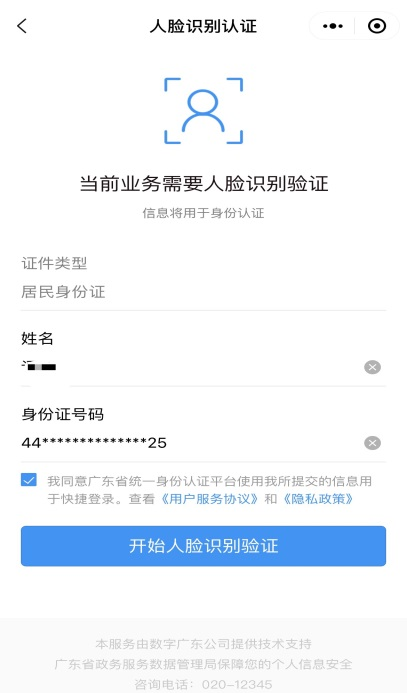 人脸识别认证
当前业务需要人脸识别验证
信息将用于身份认证
证件类型
居民身份证
姓名
身份证号码
44**************25
我同意广东省统一身份认证平台使用我所提交的信息用
于快捷登录。查看《用户服务协议》和《隐私政策》
开始人脸识别验证
本服务由数字广东公司提供技术支持
广东省政务服务数据管理局保障您的个人信息安全
咨询电话：020-12345